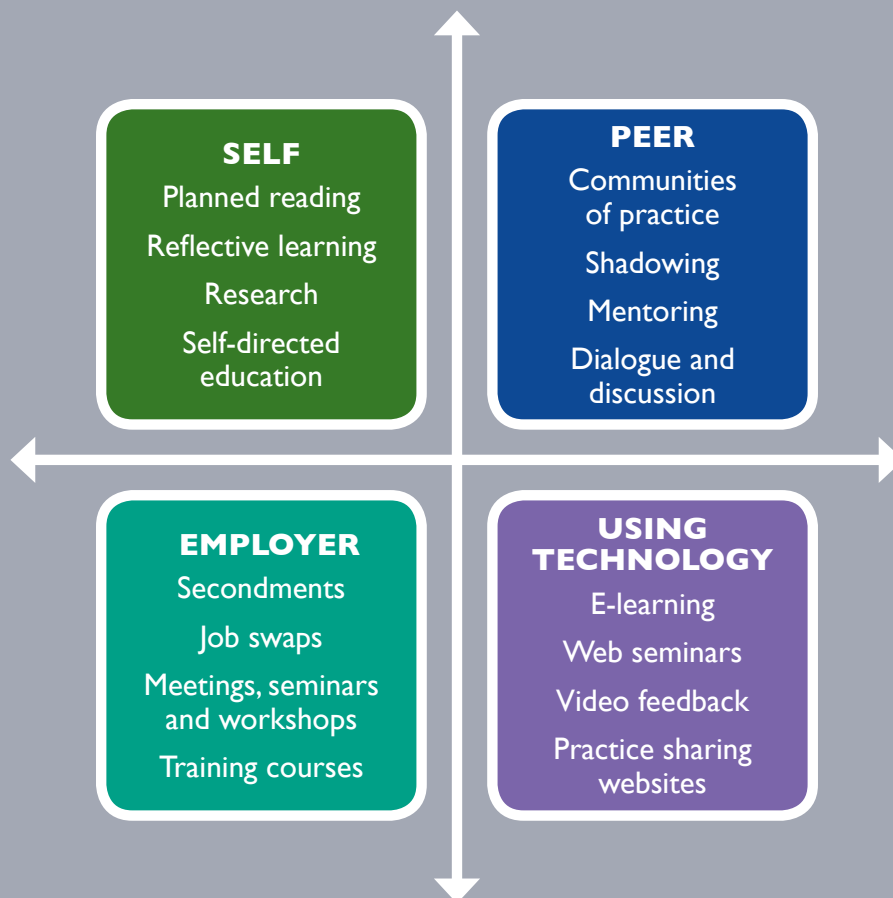 SELF
Planned reading
Reflective learning
Research
Self-directed
education
PEER
Communities
of practice
Shadowing
Mentoring
Dialogue and
discussion
EMPLOYER
Secondments
Job swaps
Meetings, seminars
and workshops
Training courses
USING
TECHNOLOGY
E-learning
Web seminars
Video feedback
Practice sharing
websites